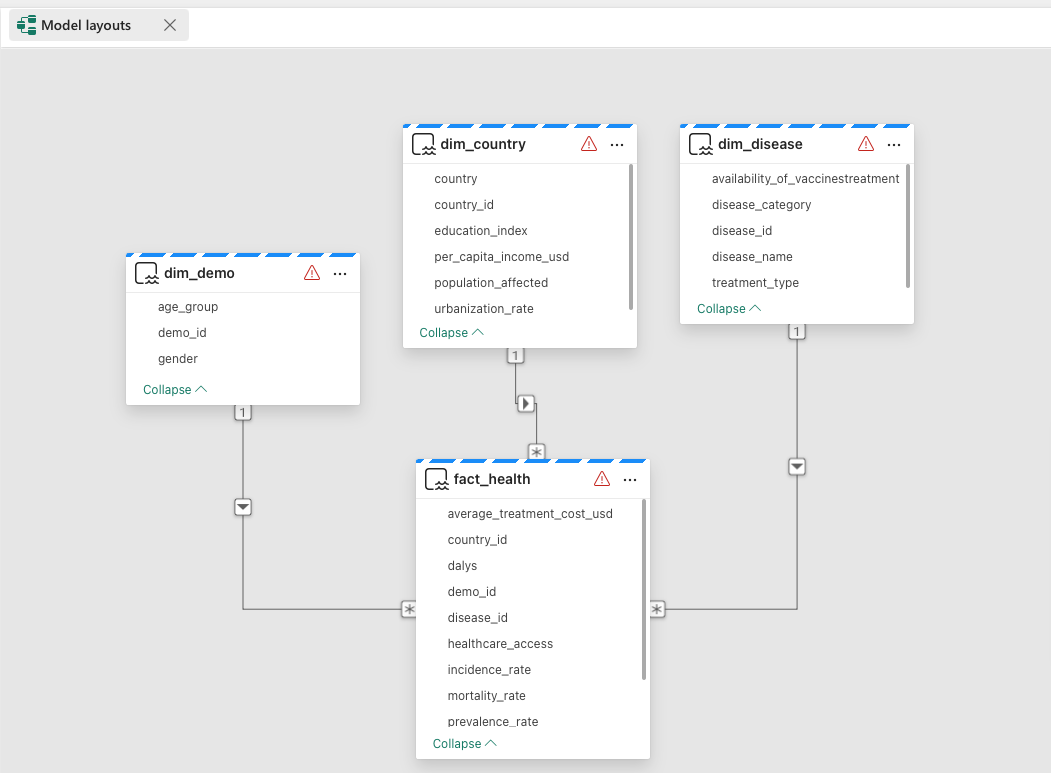 Model layouts
dim_country
country
country_id
education_index
per_capita_income_usd
population_affected
urbanization_rate
Collapse
dim_disease
availability_of_vaccinestreatment
disease_category
disease_id
disease_name
treatment_type
Collapse
dim_demo
age_group
demo_id
gender
Collapse
1
1
1
*
fact_health
average_treatment_cost_usd
country_id
dalys
demo_id
disease_id
healthcare_access
incidence_rate
mortality_rate
prevalence_rate
Collapse
*
*